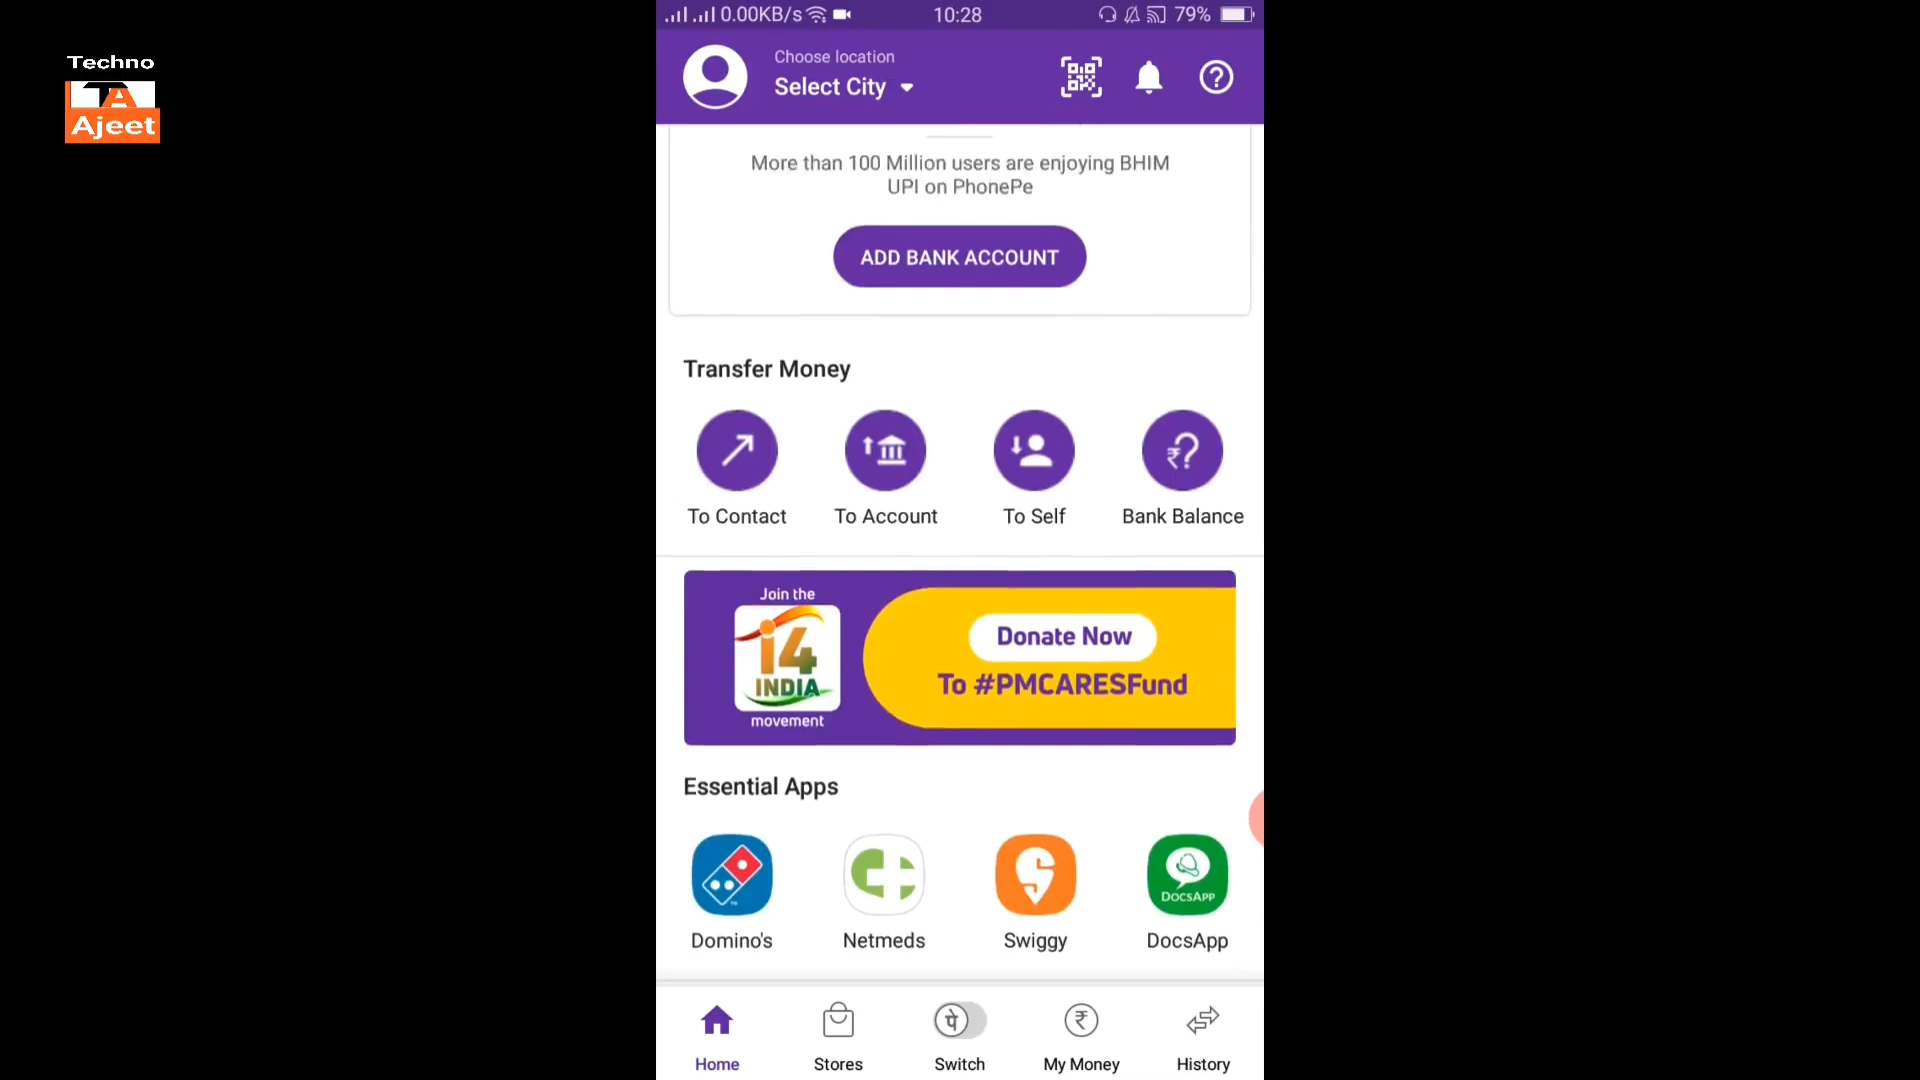 Techno
TA
Ajeet
0.00KB/s
10:28
79%
Choose location
Select City
More than 100 Million users are enjoying BHIM
UPI on PhonePe
ADD BANK ACCOUNT
Transfer Money
To Contact
To Account
To Self
Bank Balance
Join the
i4
INDIA
movement
Donate Now
To #PMCARESFund
Essential Apps
DOCSAPP
Domino's
Netmeds
Swiggy
DocsApp
पे
₹
Home
Stores
Switch
My Money
History